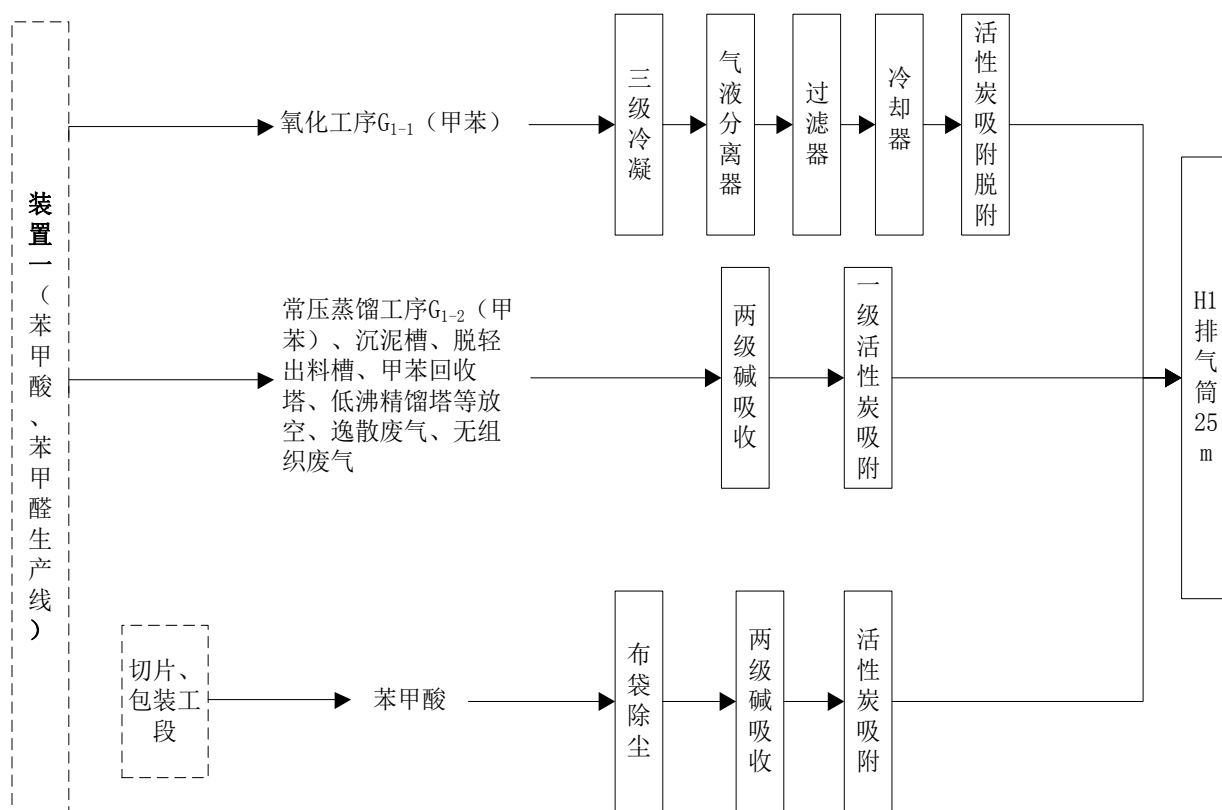 装置一（苯甲酸、苯甲醛生产线）
氧化工序G1-1（甲苯）
三级冷凝
气液分离器
过滤器
冷却器
活性炭吸附脱附
常压蒸馏工序G1-2（甲
苯）、沉泥槽、脱轻
出料槽、甲苯回收
塔、低沸精馏塔等放
空、逸散废气、无组
织废气
两级碱吸收
一级活性炭吸附
切片、
包装工
段
苯甲酸
布袋除尘
两级碱吸收
活性炭吸附
H1
排
气
筒
25
m